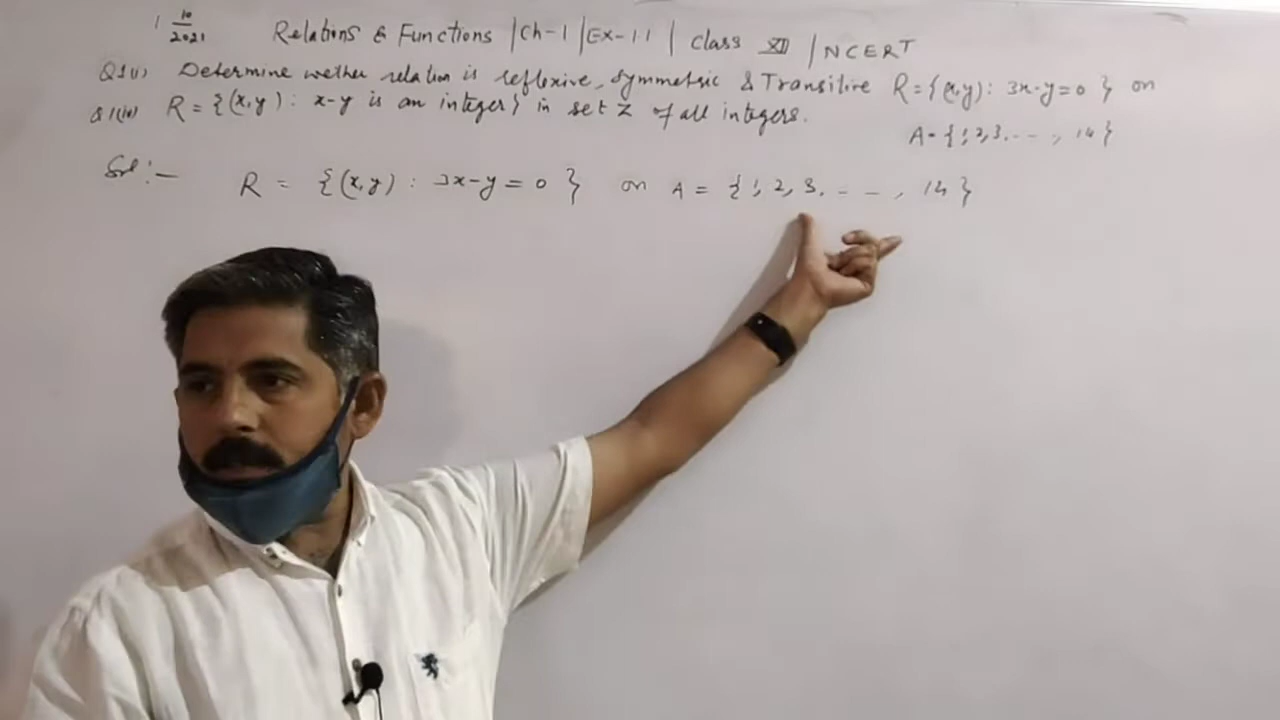 1 10/2021 Relations & Functions | Ch-1 | Ex-1.1 | Class XII | NCERT
Q1(i) Determine wether relation is reflexive, Symmetric & Transitive R={(x,y): 3x-y=0 } on A={1,2,3,---, 14}
Q1(iv) R={(x,y): x-y is an integer} in set Z of all integers.
Sol:-
R = {(x,y) : 3x-y=0 } on A = {1, 2, 3, - - , 14}